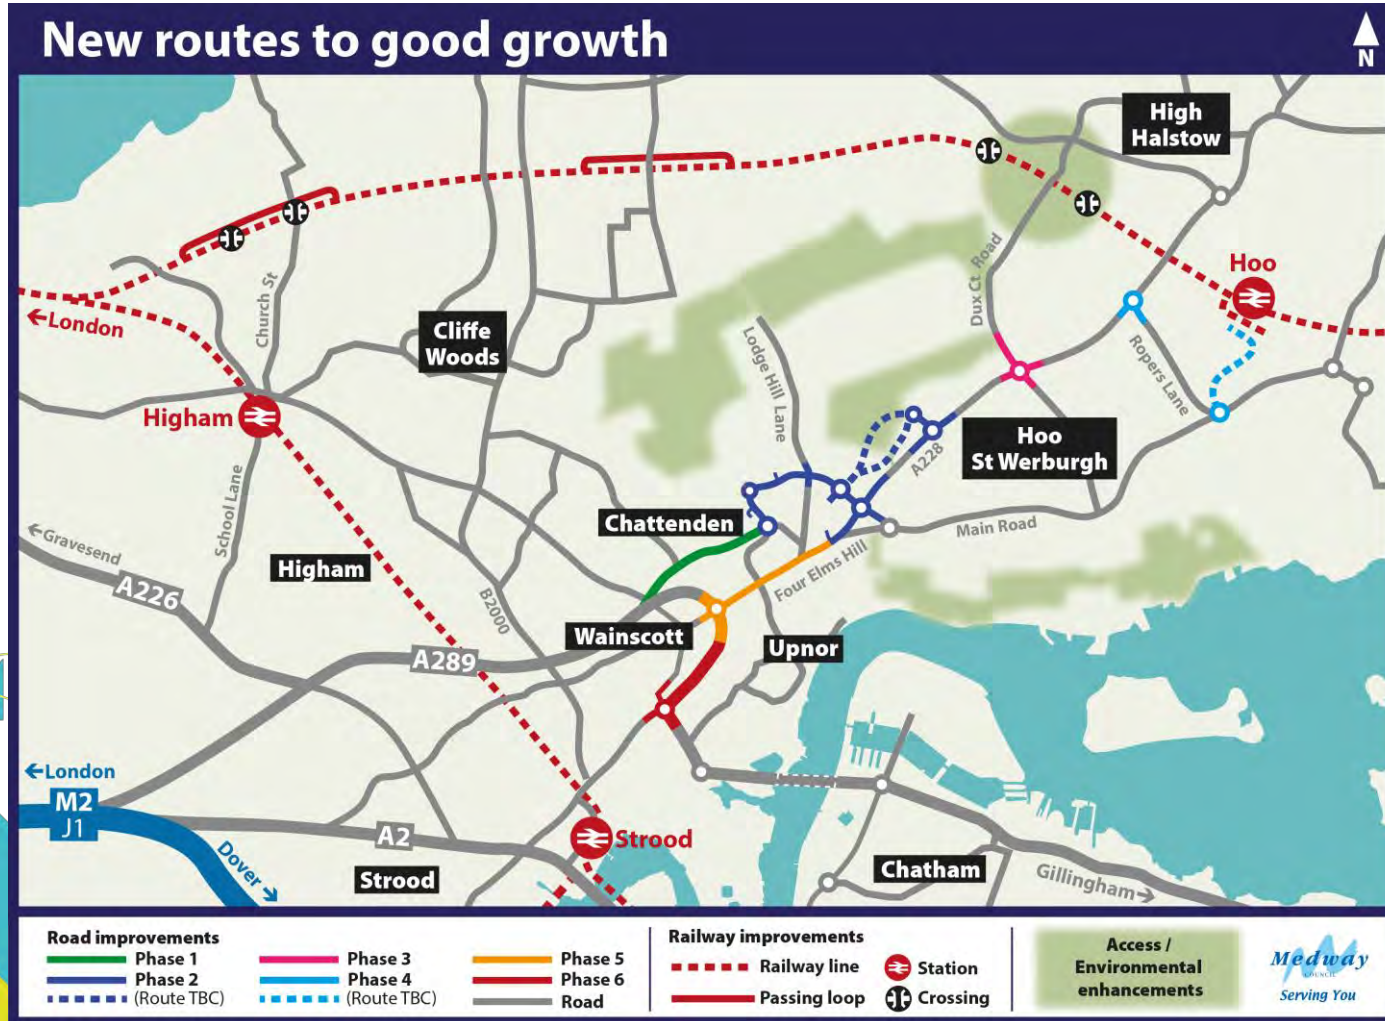 New routes to good growth
N
High
Halstow
Hoo
Dux Ct. Road
Church St
←London
Cliffe
Woods
Lodge Hill Lane
Ropers Lane
Higham
Hoo
St Werburgh
A228
School Lane
Chattenden
Main Road
←Gravesend
Higham
A226
Four Elms Hill
B2000
Wainscott
Upnor
A289
←London
M2
J1
A2
Dover→
Strood
Strood
Chatham
Gillingham→
Road improvements
Phase 1
Phase 2
(Route TBC)
Phase 3
Phase 4
(Route TBC)
Phase 5
Phase 6
Road
Railway improvements
Railway line
Passing loop
Station
Crossing
Access /
Environmental
enhancements
Medway
COUNCIL
Serving You